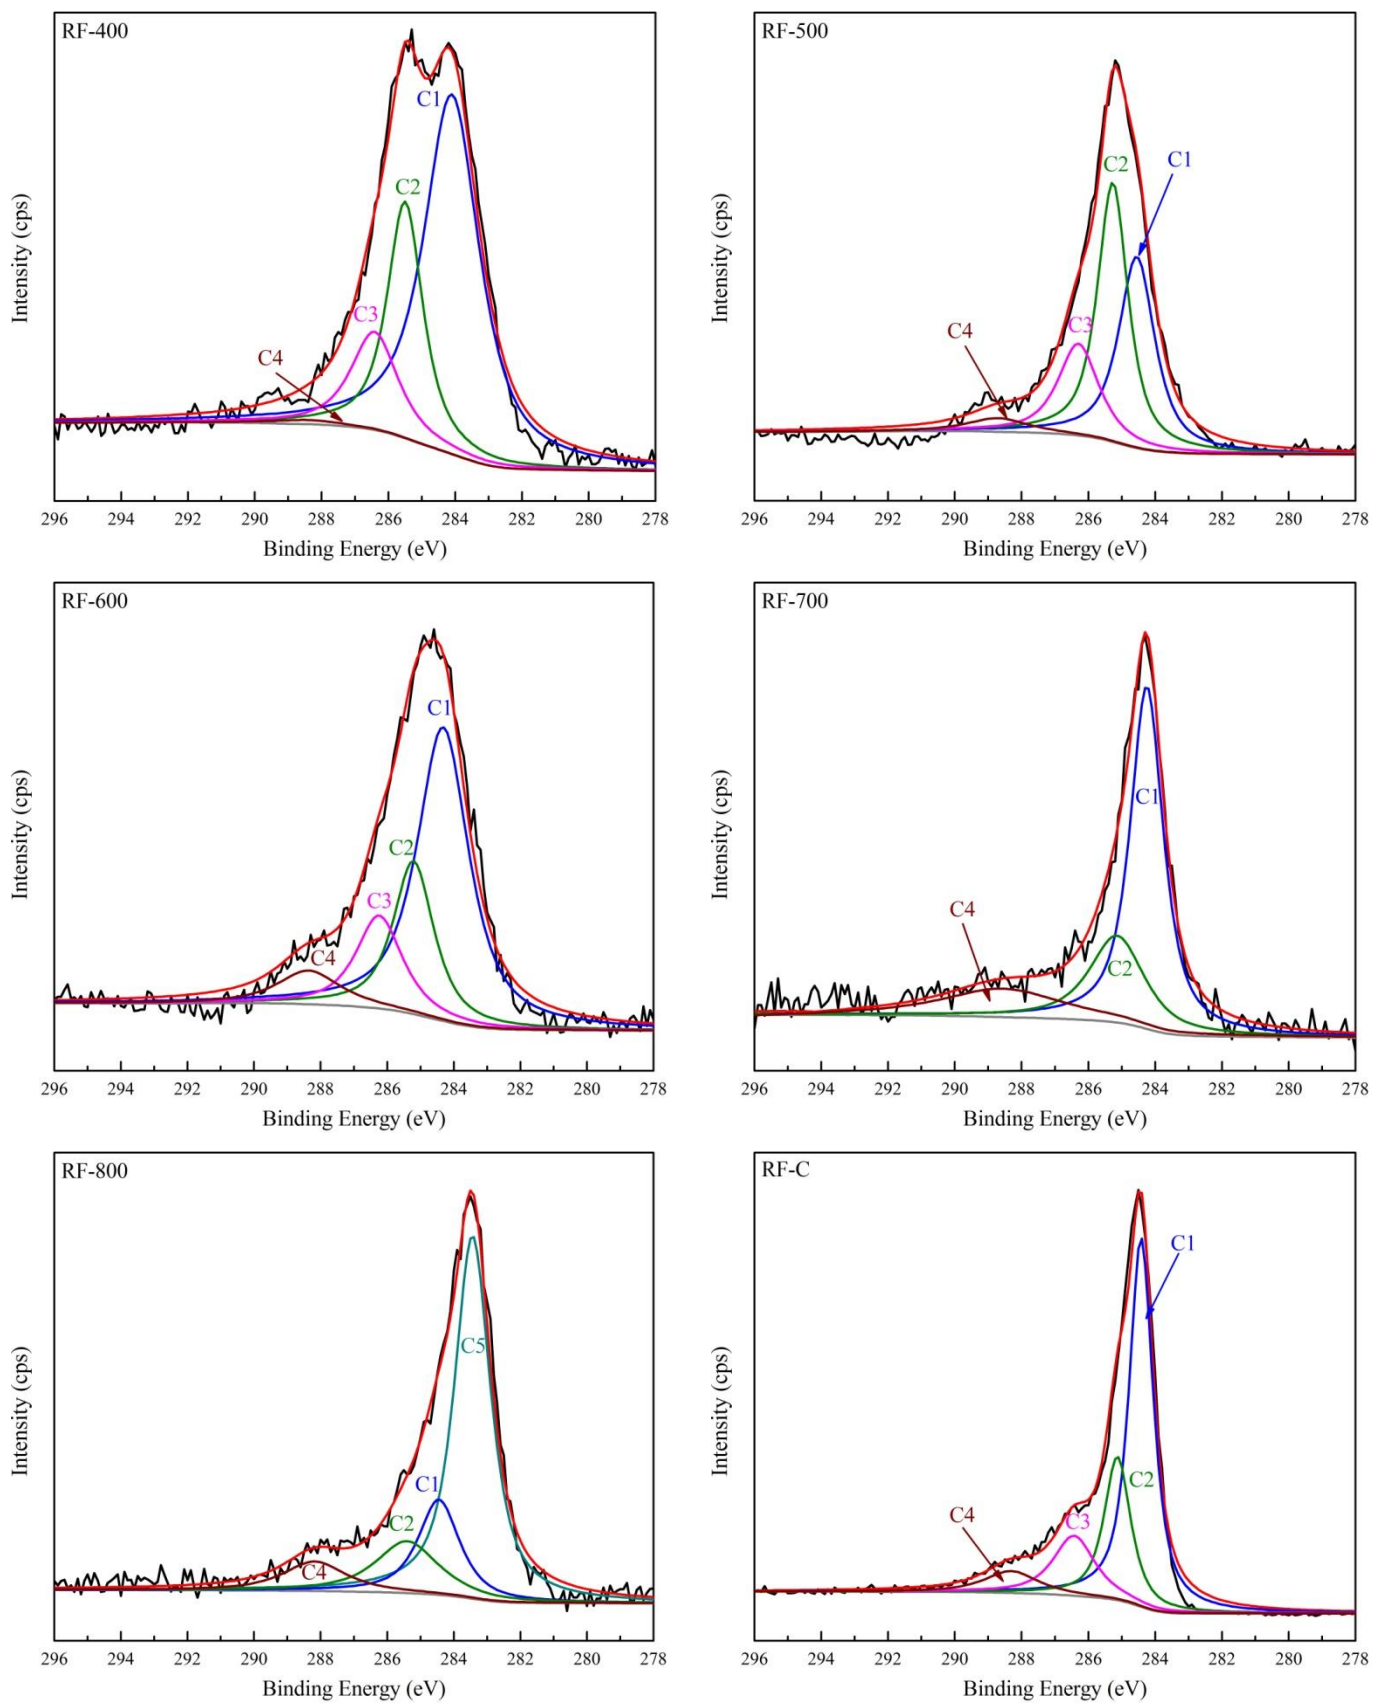 RF-400
C1
C2
C3
C4
Intensity (cps)
296 294 292 290 288 286 284 282 280 278
Binding Energy (eV)
RF-500
C2
C1
C3
C4
Intensity (cps)
296 294 292 290 288 286 284 282 280 278
Binding Energy (eV)
RF-600
C1
C2
C3
C4
Intensity (cps)
296 294 292 290 288 286 284 282 280 278
Binding Energy (eV)
RF-700
C1
C4
C2
Intensity (cps)
296 294 292 290 288 286 284 282 280 278
Binding Energy (eV)
RF-800
C5
C1
C2
C4
Intensity (cps)
296 294 292 290 288 286 284 282 280 278
Binding Energy (eV)
RF-C
C1
C2
C4
C3
Intensity (cps)
296 294 292 290 288 286 284 282 280 278
Binding Energy (eV)